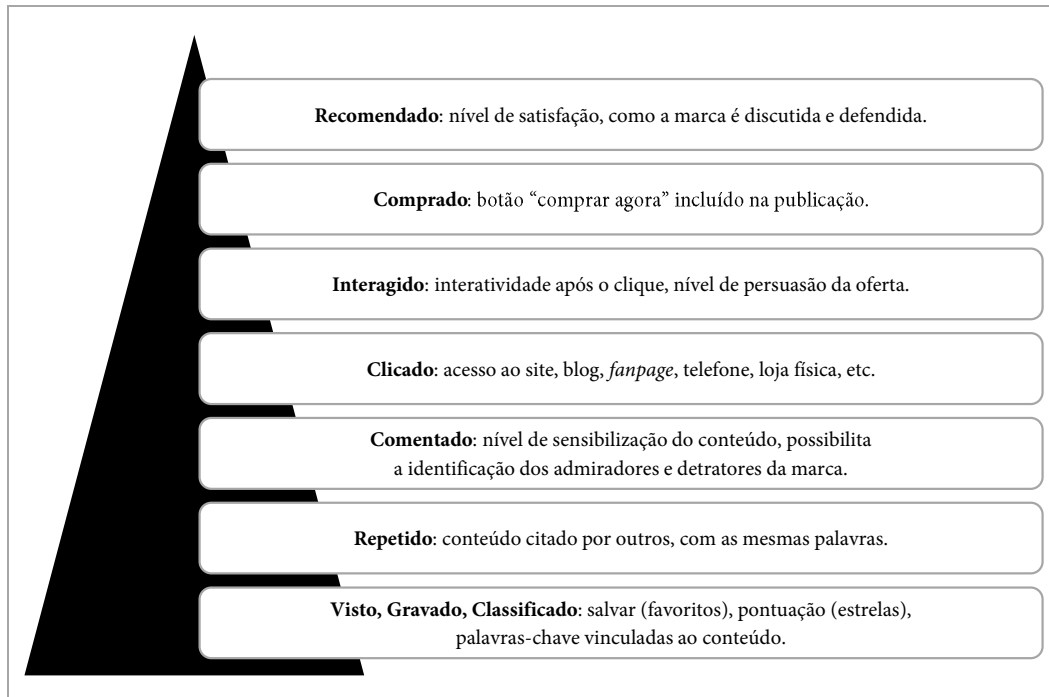 Recomendado: nível de satisfação, como a marca é discutida e defendida.
Comprado: botão “comprar agora” incluído na publicação.
Interagido: interatividade após o clique, nível de persuasão da oferta.
Clicado: acesso ao site, blog, fanpage, telefone, loja física, etc.
Comentado: nível de sensibilização do conteúdo, possibilita
a identificação dos admiradores e detratores da marca.
Repetido: conteúdo citado por outros, com as mesmas palavras.
Visto, Gravado, Classificado: salvar (favoritos), pontuação (estrelas),
palavras-chave vinculadas ao conteúdo.